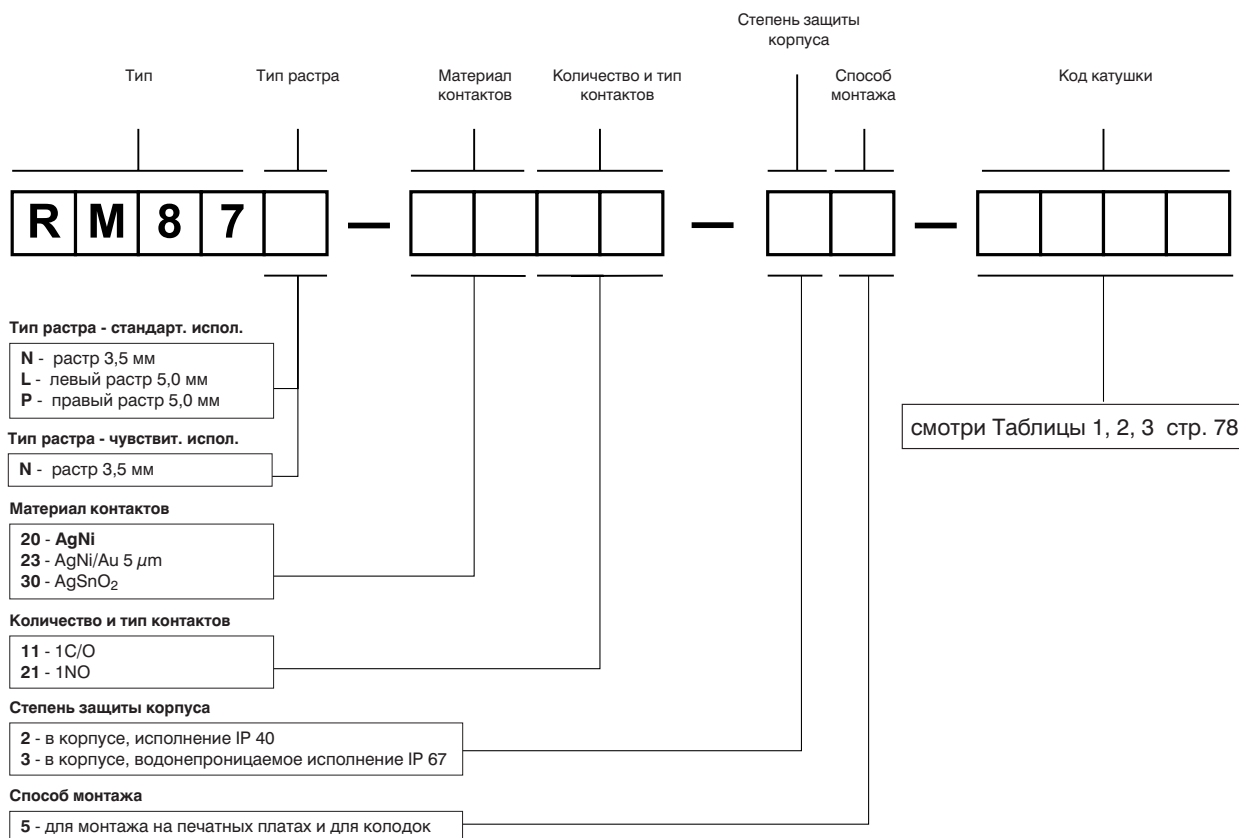 Степень защиты
корпуса
Тип
Тип растра
Материал
контактов
Количество и тип
контактов
Способ
монтажа
Код катушки
R M 8 7 — — —
Тип растра - стандарт. испол.
N - растр 3,5 мм
L - левый растр 5,0 мм
P - правый растр 5,0 мм
Тип растра - чувствит. испол.
N - растр 3,5 мм
смотри Таблицы 1, 2, 3 стр. 78
Материал контактов
20 - AgNi
23 - AgNi/Au 5 µm
30 - AgSnO2
Количество и тип контактов
11 - 1C/O
21 - 1NO
Степень защиты корпуса
2 - в корпусе, исполнение IP 40
3 - в корпусе, водонепроницаемое исполнение IP 67
Способ монтажа
5 - для монтажа на печатных платах и для колодок